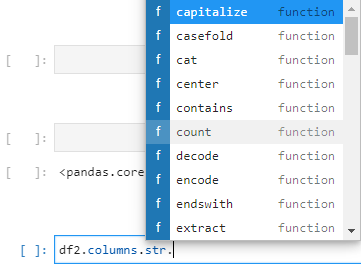 f capitalize function
f casefold function
[ ]:
f cat function
f center function
f contains function
[ ]:
f count function
f decode function
[ ]: <pandas.core
f encode function
f endswith function
f extract function
[ ]: df2.columns.str.